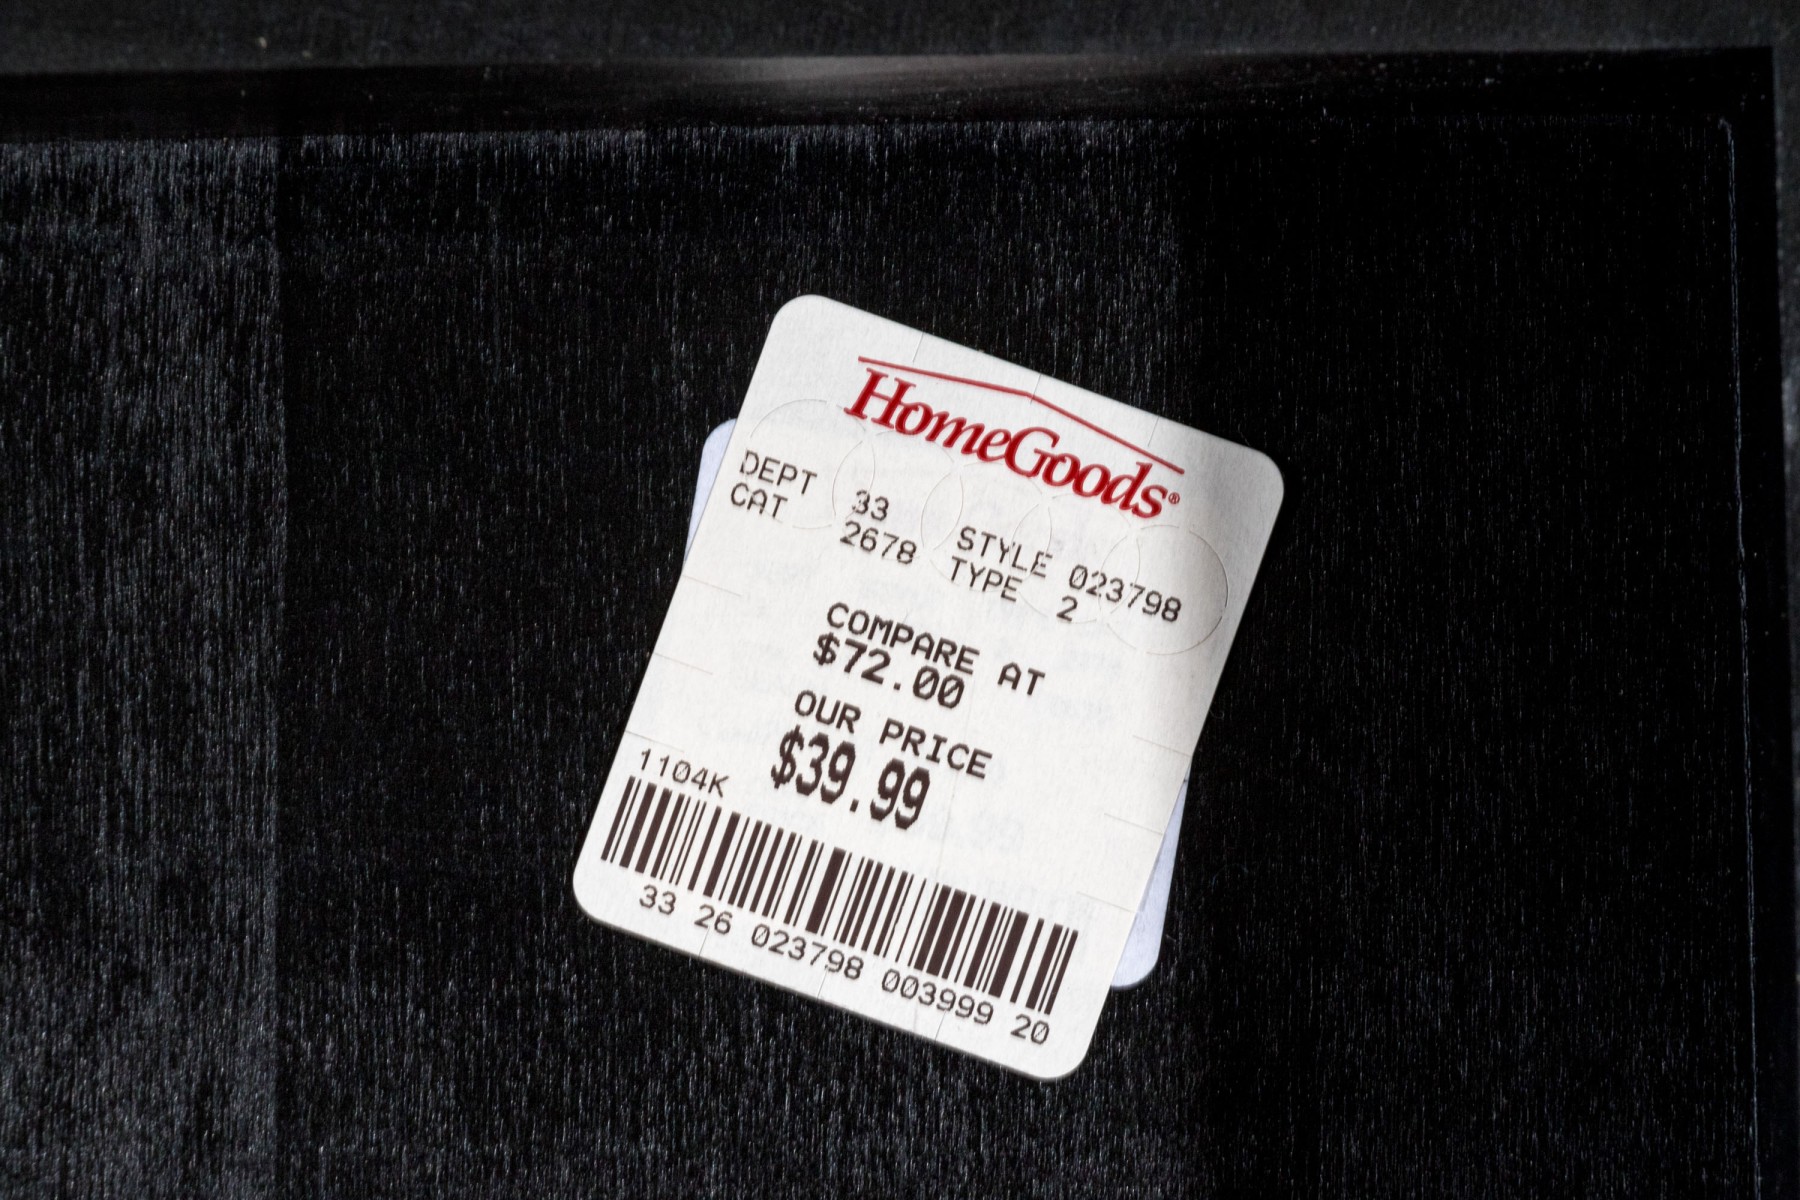 HomeGoods®
DEPT 33 STYLE 023798
CAT 2678 TYPE 2
COMPARE AT
$72.00
OUR PRICE
$39.99
1104K
33 26 023798 003999 20